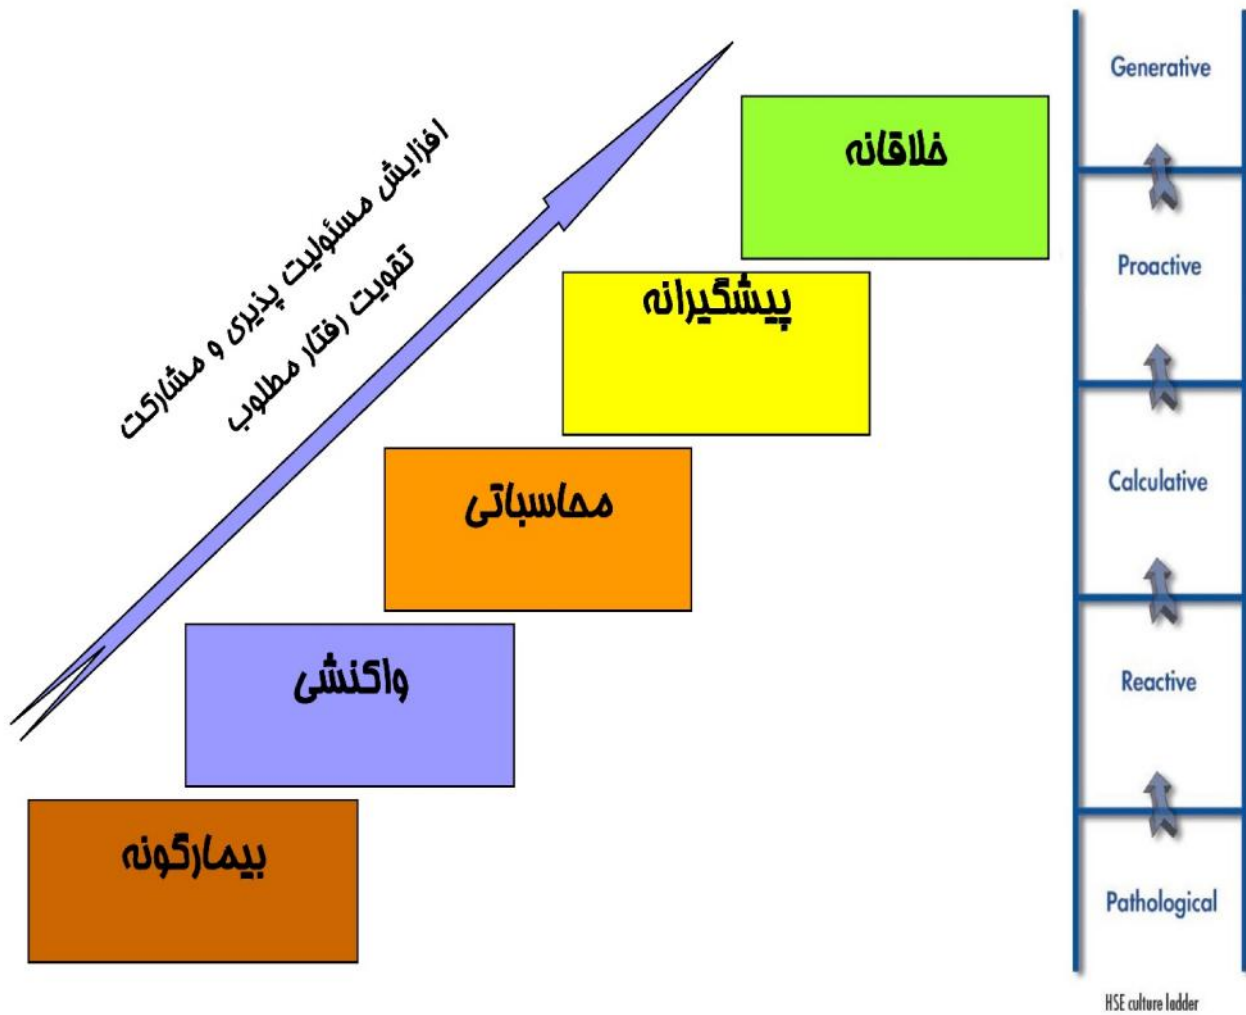 افزایش مسئولیت پذیری و مشارکت
تقویت رفتار مطلوب
خلاقانه
پیشگیرانه
محاسباتی
واکنشی
بیمارگونه
Generative
Proactive
Calculative
Reactive
Pathological
HSE culture ladder